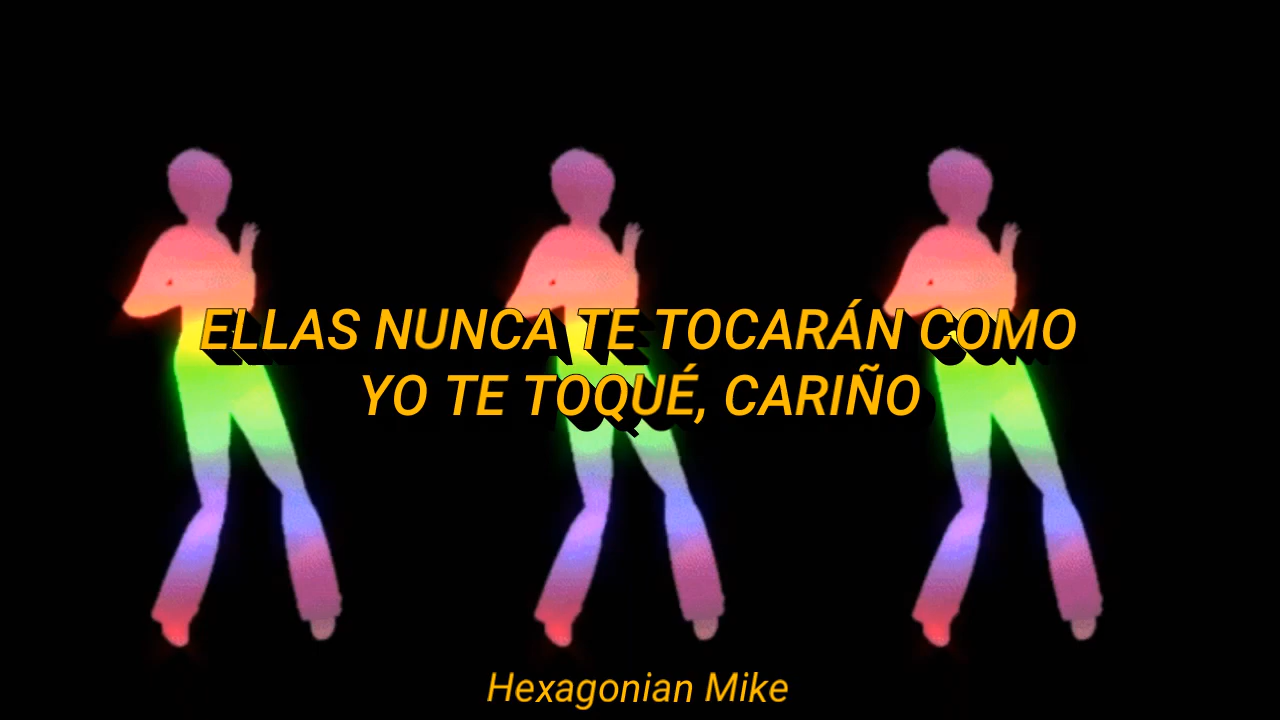 ELLAS NUNCA TE TOCARÁN COMO
YO TE TOQUÉ, CARIÑO
Hexagonian Mike